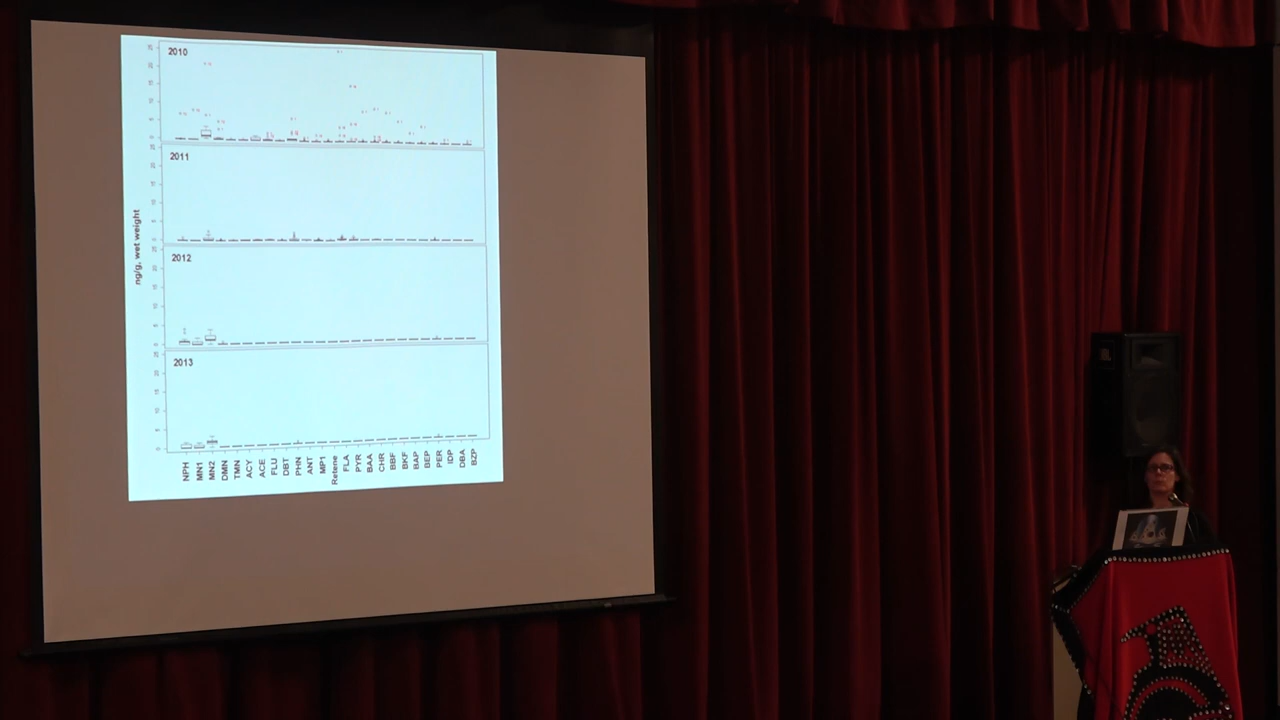 2010
2011
ng/g, wet weight
2012
2013
NPH
MN1
MN2
DMN
TMN
ACY
ACE
FLU
DBT
PHN
ANT
MP1
Retene
FLA
PYR
BAA
CHR
BBF
BKF
BAP
BEP
PER
IDP
DBA
BZP